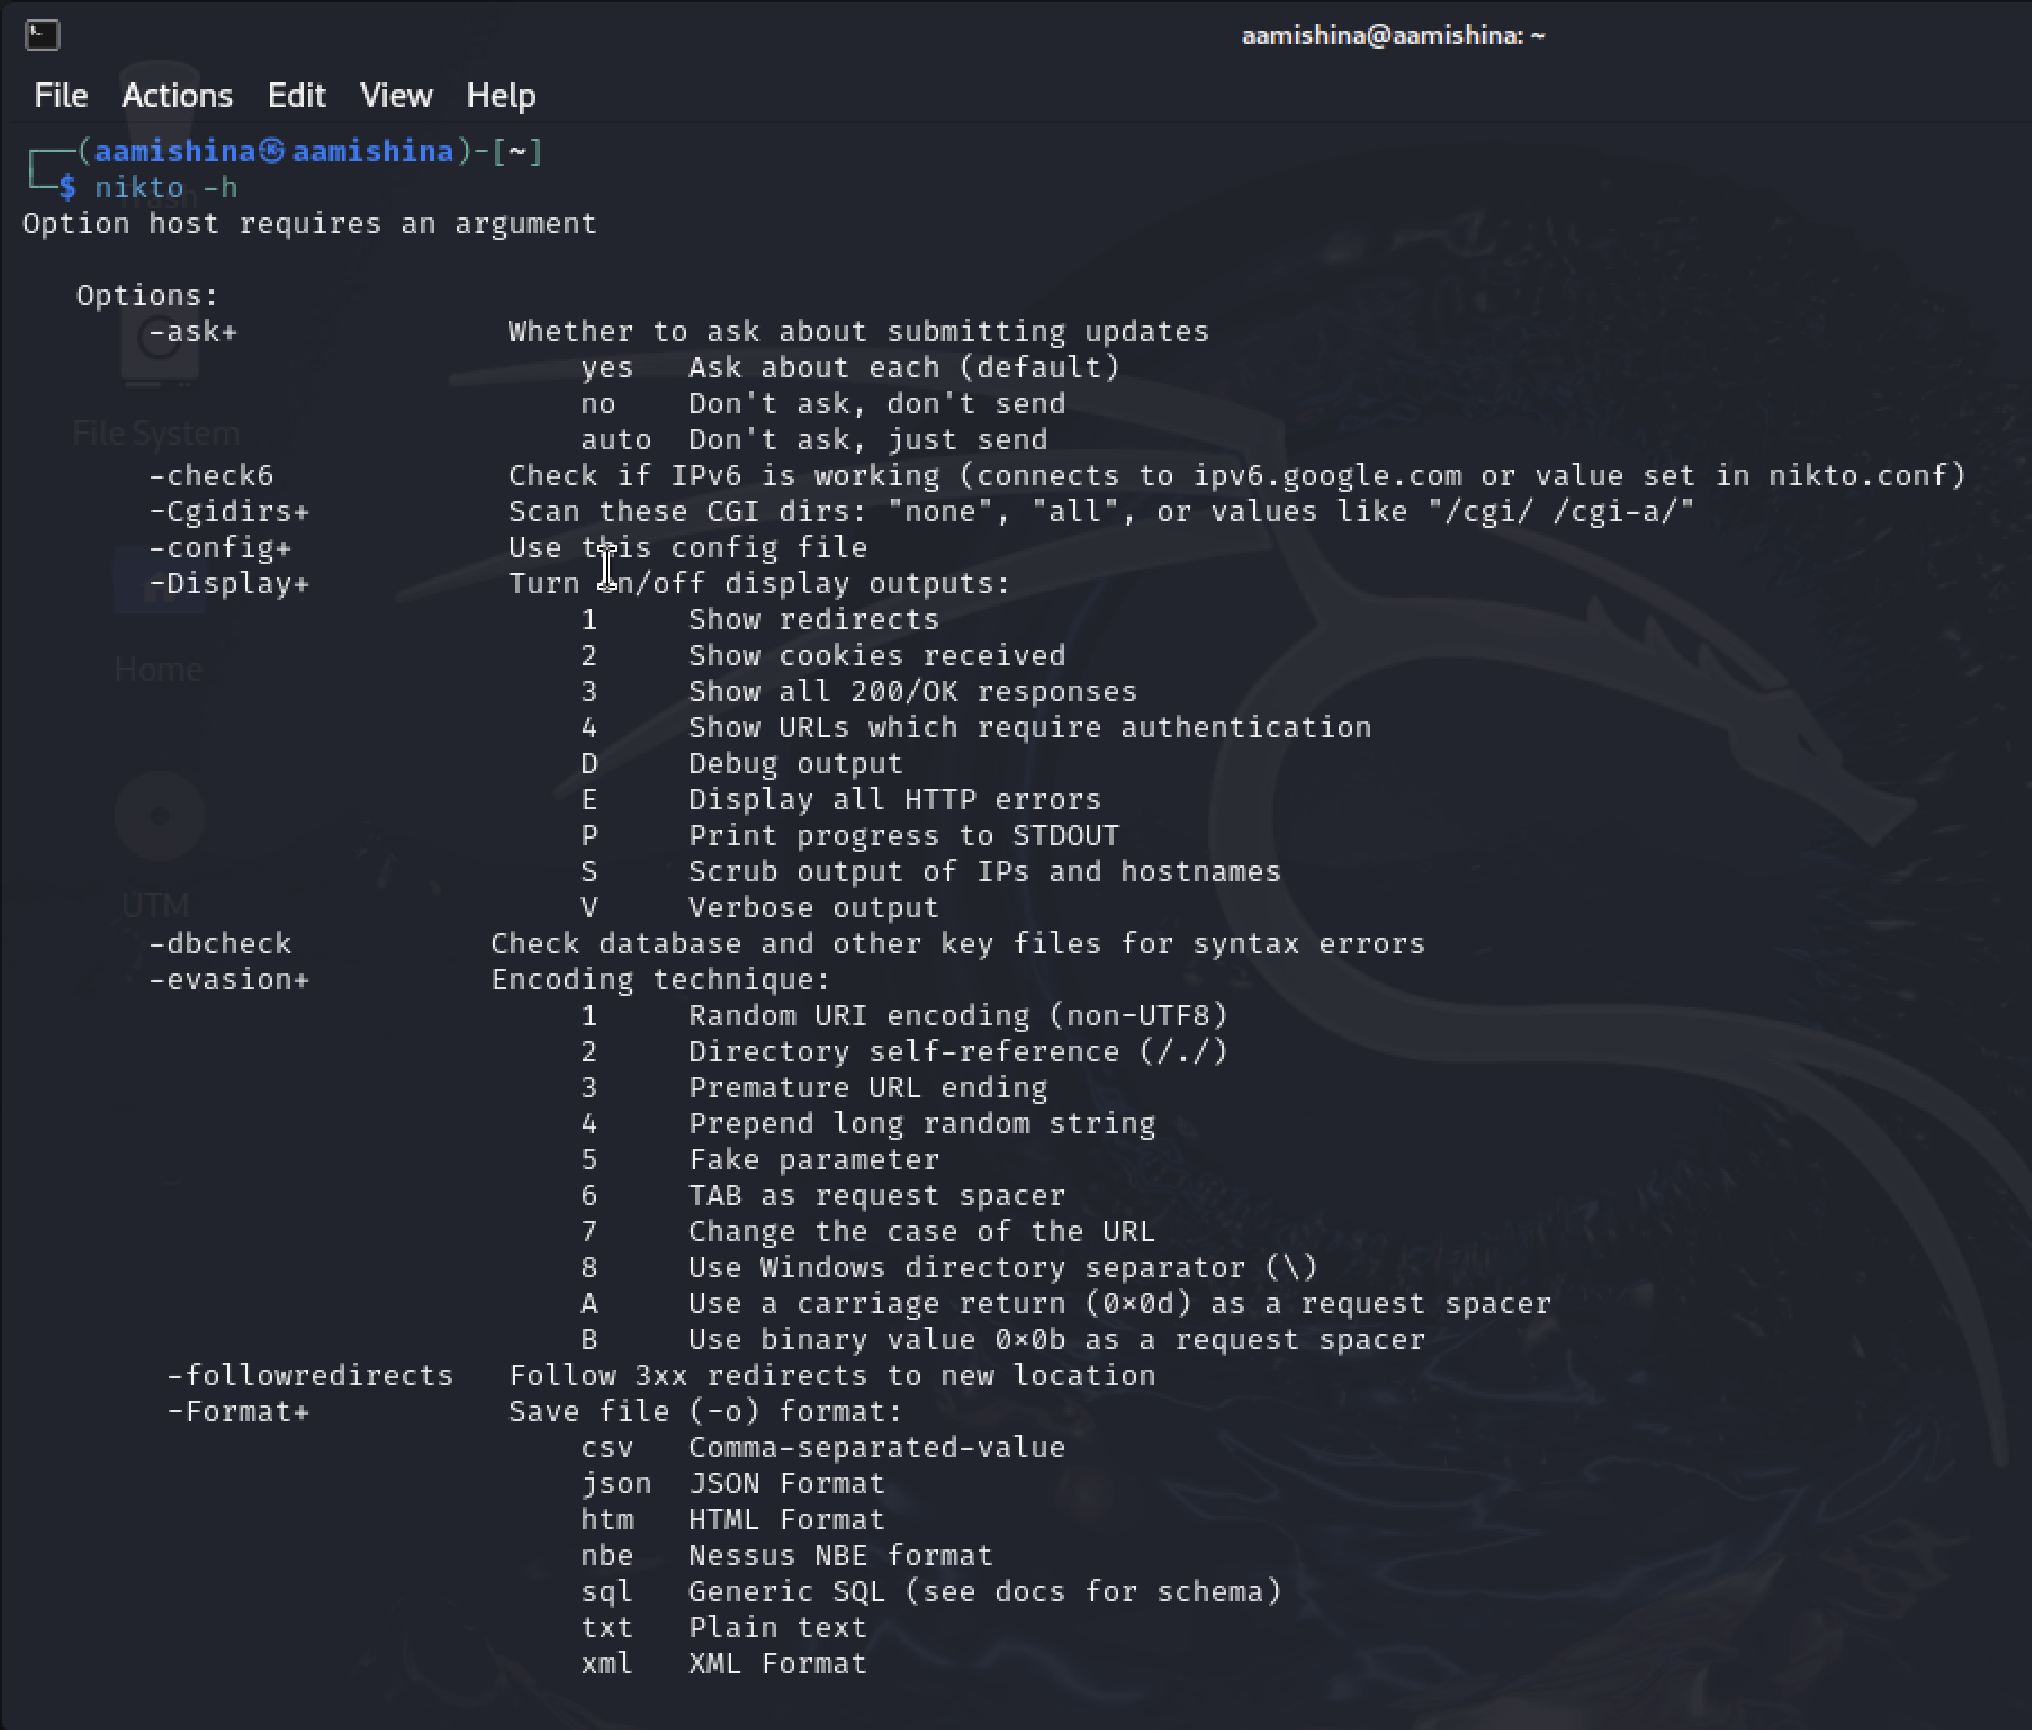 aamishina@aamishina: ~
File Actions Edit View Help
┌──(aamishina㉿aamishina)-[~]
└─$ nikto -h
Option host requires an argument

   Options:
       -ask+               Whether to ask about submitting updates
                               yes   Ask about each (default)
                               no    Don't ask, don't send
                               auto  Don't ask, just send
       -check6             Check if IPv6 is working (connects to ipv6.google.com or value set in nikto.conf)
       -Cgidirs+           Scan these CGI dirs: "none", "all", or values like "/cgi/ /cgi-a/"
       -config+            Use this config file
       -Display+           Turn on/off display outputs:
                               1     Show redirects
                               2     Show cookies received
                               3     Show all 200/OK responses
                               4     Show URLs which require authentication
                               D     Debug output
                               E     Display all HTTP errors
                               P     Print progress to STDOUT
                               S     Scrub output of IPs and hostnames
                               V     Verbose output
       -dbcheck           Check database and other key files for syntax errors
       -evasion+          Encoding technique:
                               1     Random URI encoding (non-UTF8)
                               2     Directory self-reference (/./)
                               3     Premature URL ending
                               4     Prepend long random string
                               5     Fake parameter
                               6     TAB as request spacer
                               7     Change the case of the URL
                               8     Use Windows directory separator (\)
                               A     Use a carriage return (0×0d) as a request spacer
                               B     Use binary value 0×0b as a request spacer
        -followredirects   Follow 3xx redirects to new location
        -Format+           Save file (-o) format:
                               csv   Comma-separated-value
                               json  JSON Format
                               htm   HTML Format
                               nbe   Nessus NBE format
                               sql   Generic SQL (see docs for schema)
                               txt   Plain text
                               xml   XML Format
Trash
File System
Home
UTM